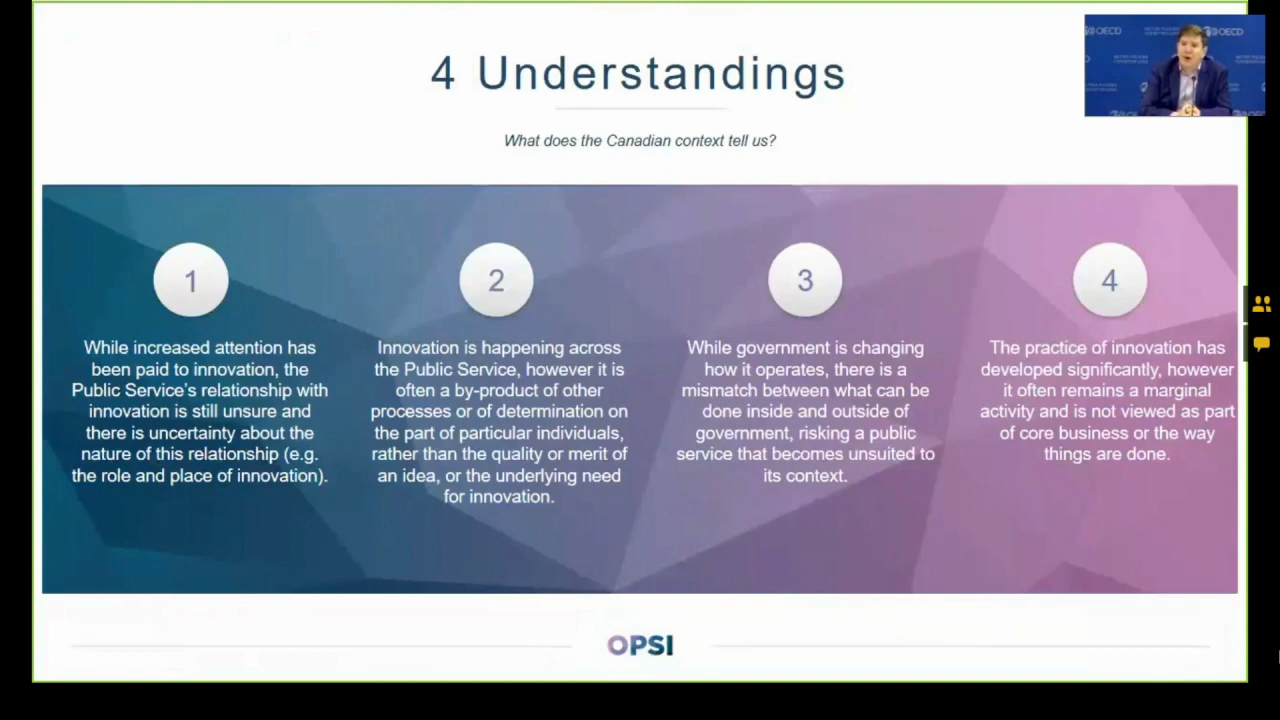 4 Understandings
What does the Canadian context tell us?
OECD
OECD
1
While increased attention has
been paid to innovation, the
Public Service's relationship with
innovation is still unsure and
there is uncertainty about the
nature of this relationship (e.g.
the role and place of innovation).
2
Innovation is happening across
the Public Service, however it is
often a by-product of other
processes or of determination on
the part of particular individuals,
rather than the quality or merit of
an idea, or the underlying need
for innovation.
3
While government is changing
how it operates, there is a
mismatch between what can be
done inside and outside of
government, risking a public
service that becomes unsuited to
its context.
4
The practice of innovation has
developed significantly, however
it often remains a marginal
activity and is not viewed as part
of core business or the way
things are done.
OPSI